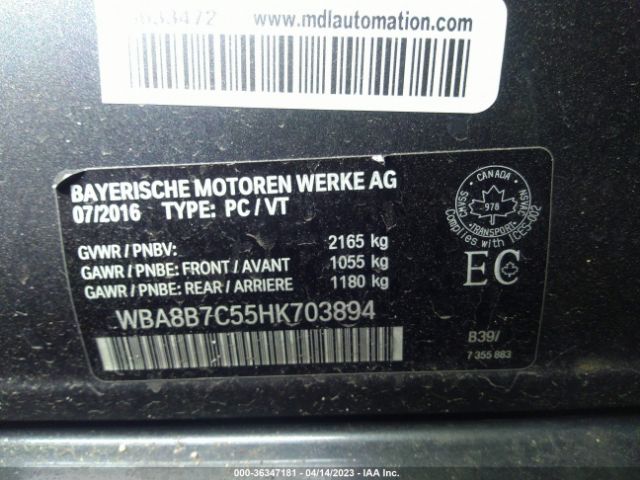 www.mdlautomation.com
BAYERISCHE MOTOREN WERKE AG
07/2016 TYPE: PC / VT
GVWR / PNBV: 2165 kg
GAWR / PNBE: FRONT / AVANT 1055 kg
GAWR / PNBE: REAR / ARRIERE 1180 kg
WBA8B7C55HK703894
CANADA
CMVSS NSVAC
978
TRANSPORT
Complies with ICES-002
EC
B39/
7 355 883
000-36347181 - 04/14/2023 - IAA Inc.